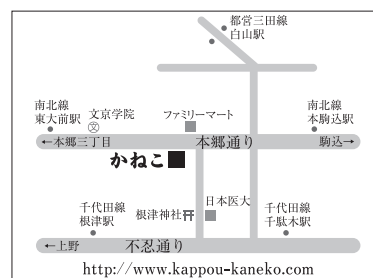 都営三田線
白山駅
南北線
東大前駅
文京学院
文
ファミリーマート
南北線
本駒込駅
←本郷三丁目
本郷通り
駒込→
かねこ
千代田線
根津駅
根津神社
日本医大
千代田線
千駄木駅
←上野
不忍通り
http://www.kappou-kaneko.com